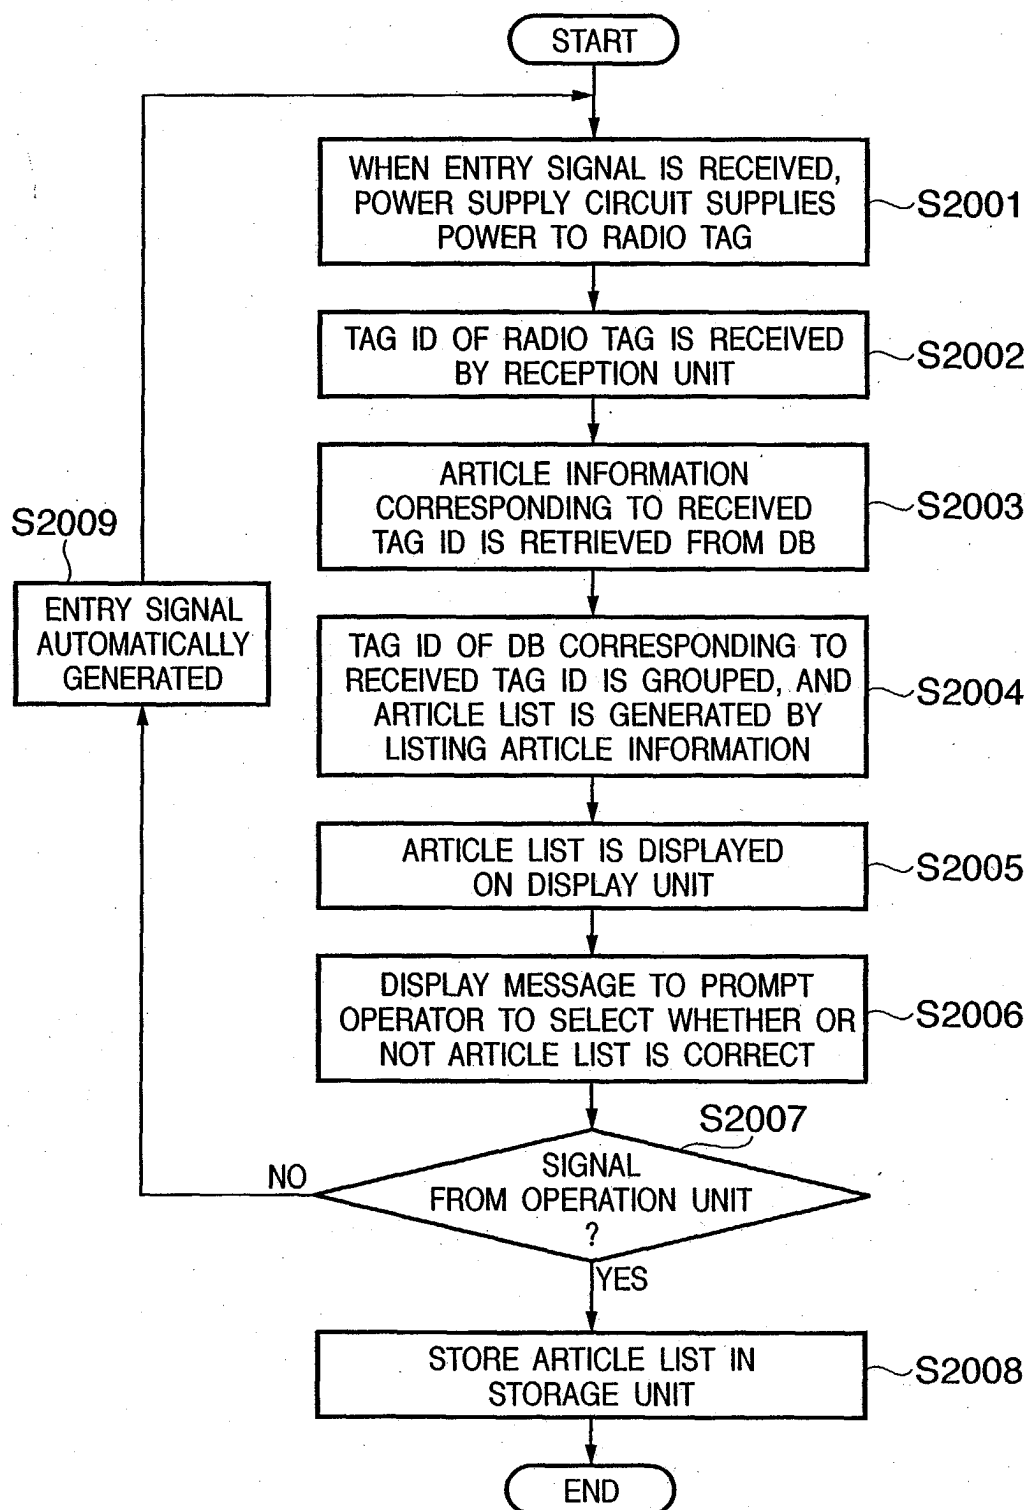 START
WHEN ENTRY SIGNAL IS RECEIVED,
POWER SUPPLY CIRCUIT SUPPLIES
POWER TO RADIO TAG
S2001
TAG ID OF RADIO TAG IS RECEIVED
BY RECEPTION UNIT
S2002
ARTICLE INFORMATION
CORRESPONDING TO RECEIVED
TAG ID IS RETRIEVED FROM DB
S2003
S2009
ENTRY SIGNAL
AUTOMATICALLY
GENERATED
TAG ID OF DB CORRESPONDING TO
RECEIVED TAG ID IS GROUPED, AND
ARTICLE LIST IS GENERATED BY
LISTING ARTICLE INFORMATION
S2004
ARTICLE LIST IS DISPLAYED
ON DISPLAY UNIT
S2005
DISPLAY MESSAGE TO PROMPT
OPERATOR TO SELECT WHETHER OR
NOT ARTICLE LIST IS CORRECT
S2006
S2007
SIGNAL
FROM OPERATION UNIT
?
NO
YES
STORE ARTICLE LIST IN
STORAGE UNIT
S2008
END